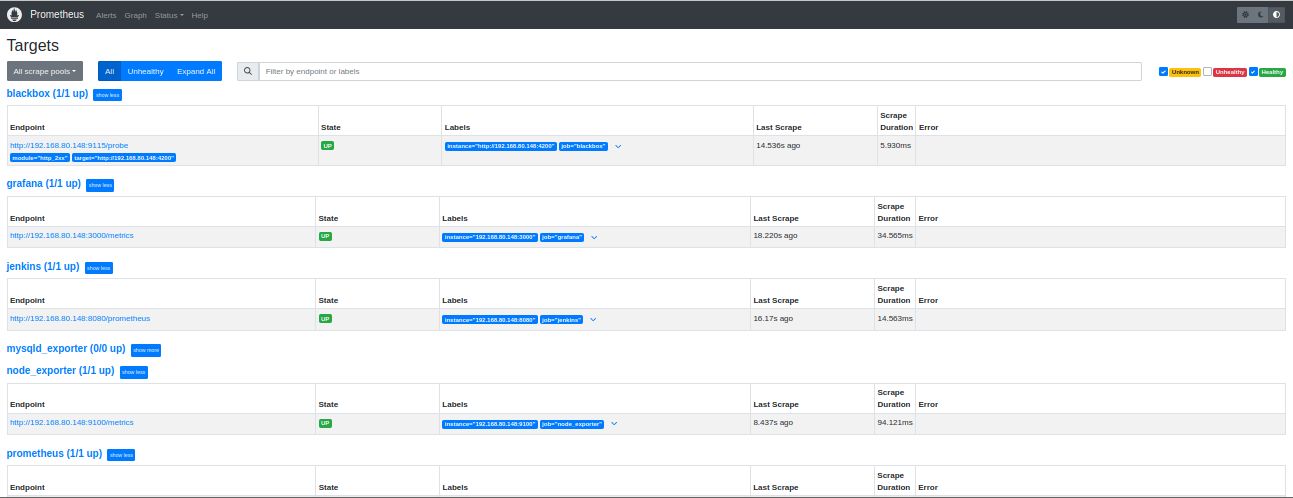 Prometheus Alerts Graph Status Help
Targets
All scrape pools All Unhealthy Expand All Filter by endpoint or labels Unknown Unhealthy Healthy
blackbox (1/1 up) show less
Endpoint State Labels Last Scrape Scrape Duration Error
http://192.168.80.148:9115/probe UP instance="http://192.168.80.148:4200" job="blackbox" 14.536s ago 5.930ms
module="http_2xx" target="http://192.168.80.148:4200"
grafana (1/1 up) show less
Endpoint State Labels Last Scrape Scrape Duration Error
http://192.168.80.148:3000/metrics UP instance="192.168.80.148:3000" job="grafana" 18.220s ago 34.565ms
jenkins (1/1 up) show less
Endpoint State Labels Last Scrape Scrape Duration Error
http://192.168.80.148:8080/prometheus UP instance="192.168.80.148:8080" job="jenkins" 16.17s ago 14.563ms
mysqld_exporter (0/0 up) show more
node_exporter (1/1 up) show less
Endpoint State Labels Last Scrape Scrape Duration Error
http://192.168.80.148:9100/metrics UP instance="192.168.80.148:9100" job="node_exporter" 8.437s ago 94.121ms
prometheus (1/1 up) show less
Endpoint State Labels Last Scrape Scrape Duration Error